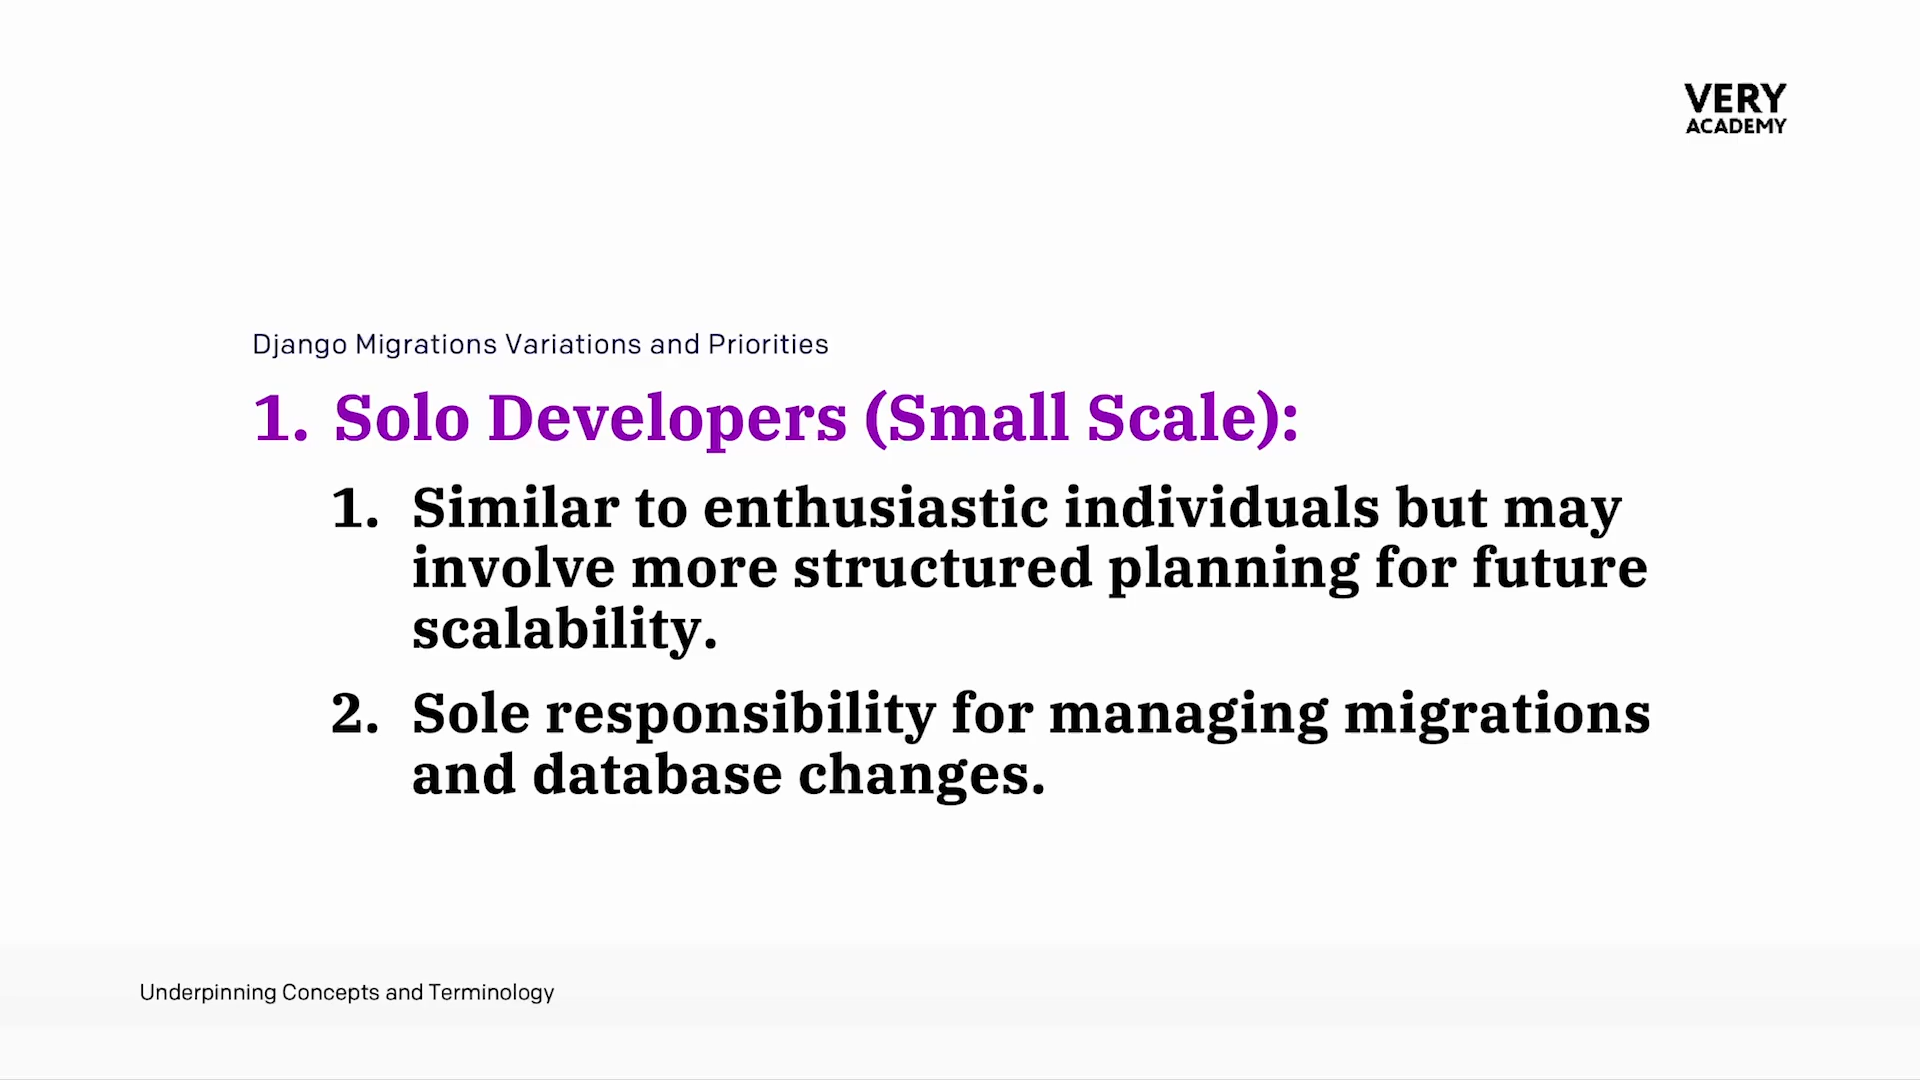 VERY
ACADEMY
Django Migrations Variations and Priorities
1. Solo Developers (Small Scale):
1. Similar to enthusiastic individuals but may
involve more structured planning for future
scalability.
2. Sole responsibility for managing migrations
and database changes.
Underpinning Concepts and Terminology